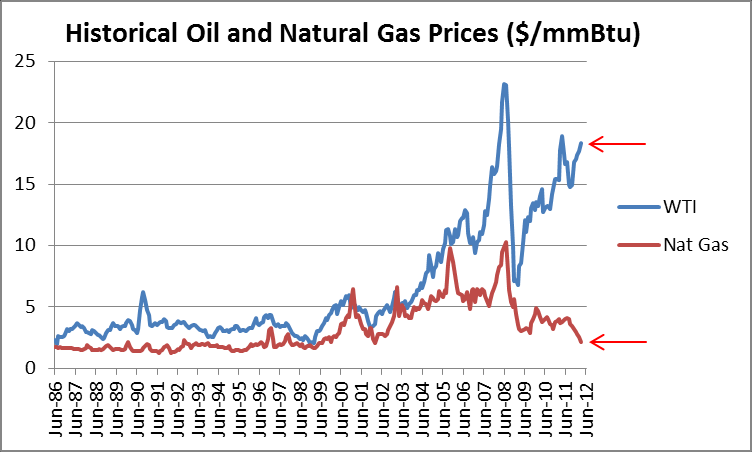 Historical Oil and Natural Gas Prices ($/mmBtu)
25
20
15
10
5
0
WTI
Nat Gas
Jun-86
Jun-87
Jun-88
Jun-89
Jun-90
Jun-91
Jun-92
Jun-93
Jun-94
Jun-95
Jun-96
Jun-97
Jun-98
Jun-99
Jun-00
Jun-01
Jun-02
Jun-03
Jun-04
Jun-05
Jun-06
Jun-07
Jun-08
Jun-09
Jun-10
Jun-11
Jun-12